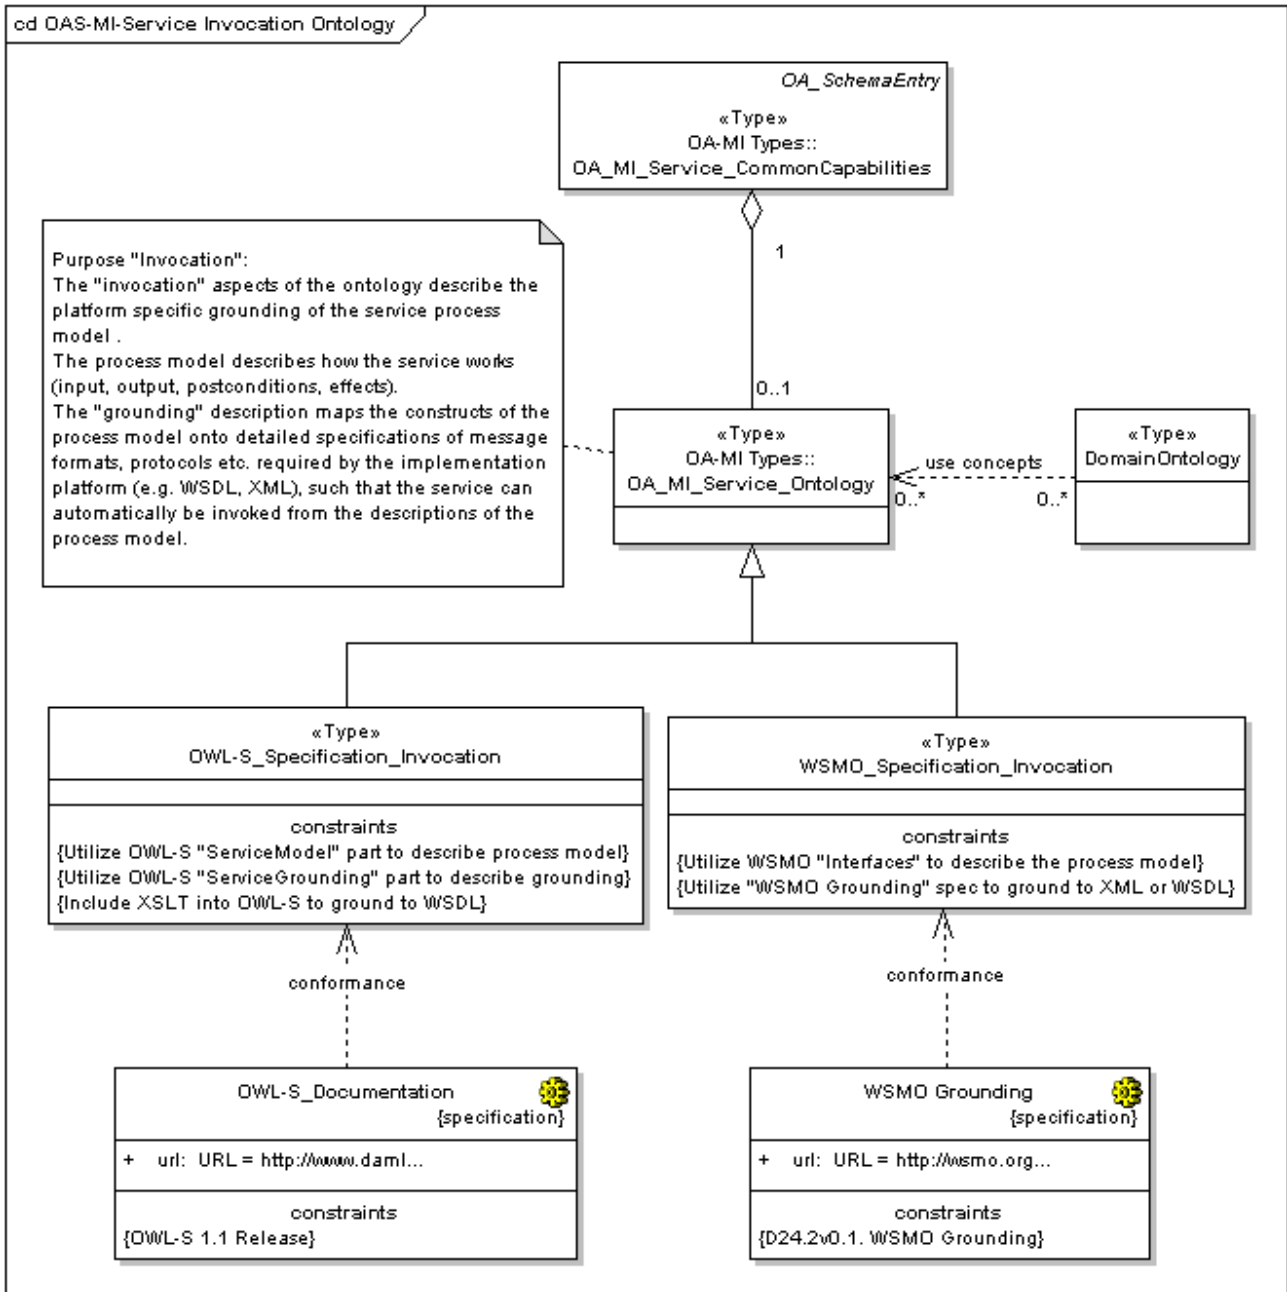 cd OAS-MI-Service Invocation Ontology
OA_SchemaEntry
«Type»
OA-MI Types::
OA_MI_Service_CommonCapabilities
1
Purpose "Invocation":
The "invocation" aspects of the ontology describe the
platform specific grounding of the service process
model .
The process model describes how the service works
(input, output, postconditions, effects).
The "grounding" description maps the constructs of the
process model onto detailed specifications of message
formats, protocols etc. required by the implementation
platform (e.g. WSDL, XML), such that the service can
automatically be invoked from the descriptions of the
process model.
0..1
«Type»
OA-MI Types::
OA_MI_Service_Ontology
use concepts
0..*
0..*
«Type»
DomainOntology
«Type»
OWL-S_Specification_Invocation
constraints
{Utilize OWL-S "ServiceModel" part to describe process model}
{Utilize OWL-S "ServiceGrounding" part to describe grounding}
{Include XSLT into OWL-S to ground to WSDL}
«Type»
WSMO_Specification_Invocation
constraints
{Utilize WSMO "Interfaces" to describe the process model}
{Utilize "WSMO Grounding" spec to ground to XML or WSDL}
conformance
conformance
OWL-S_Documentation
{specification}
+ url: URL = http://www.daml...
constraints
{OWL-S 1.1 Release}
WSMO Grounding
{specification}
+ url: URL = http://wsmo.org...
constraints
{D24.2v0.1. WSMO Grounding}